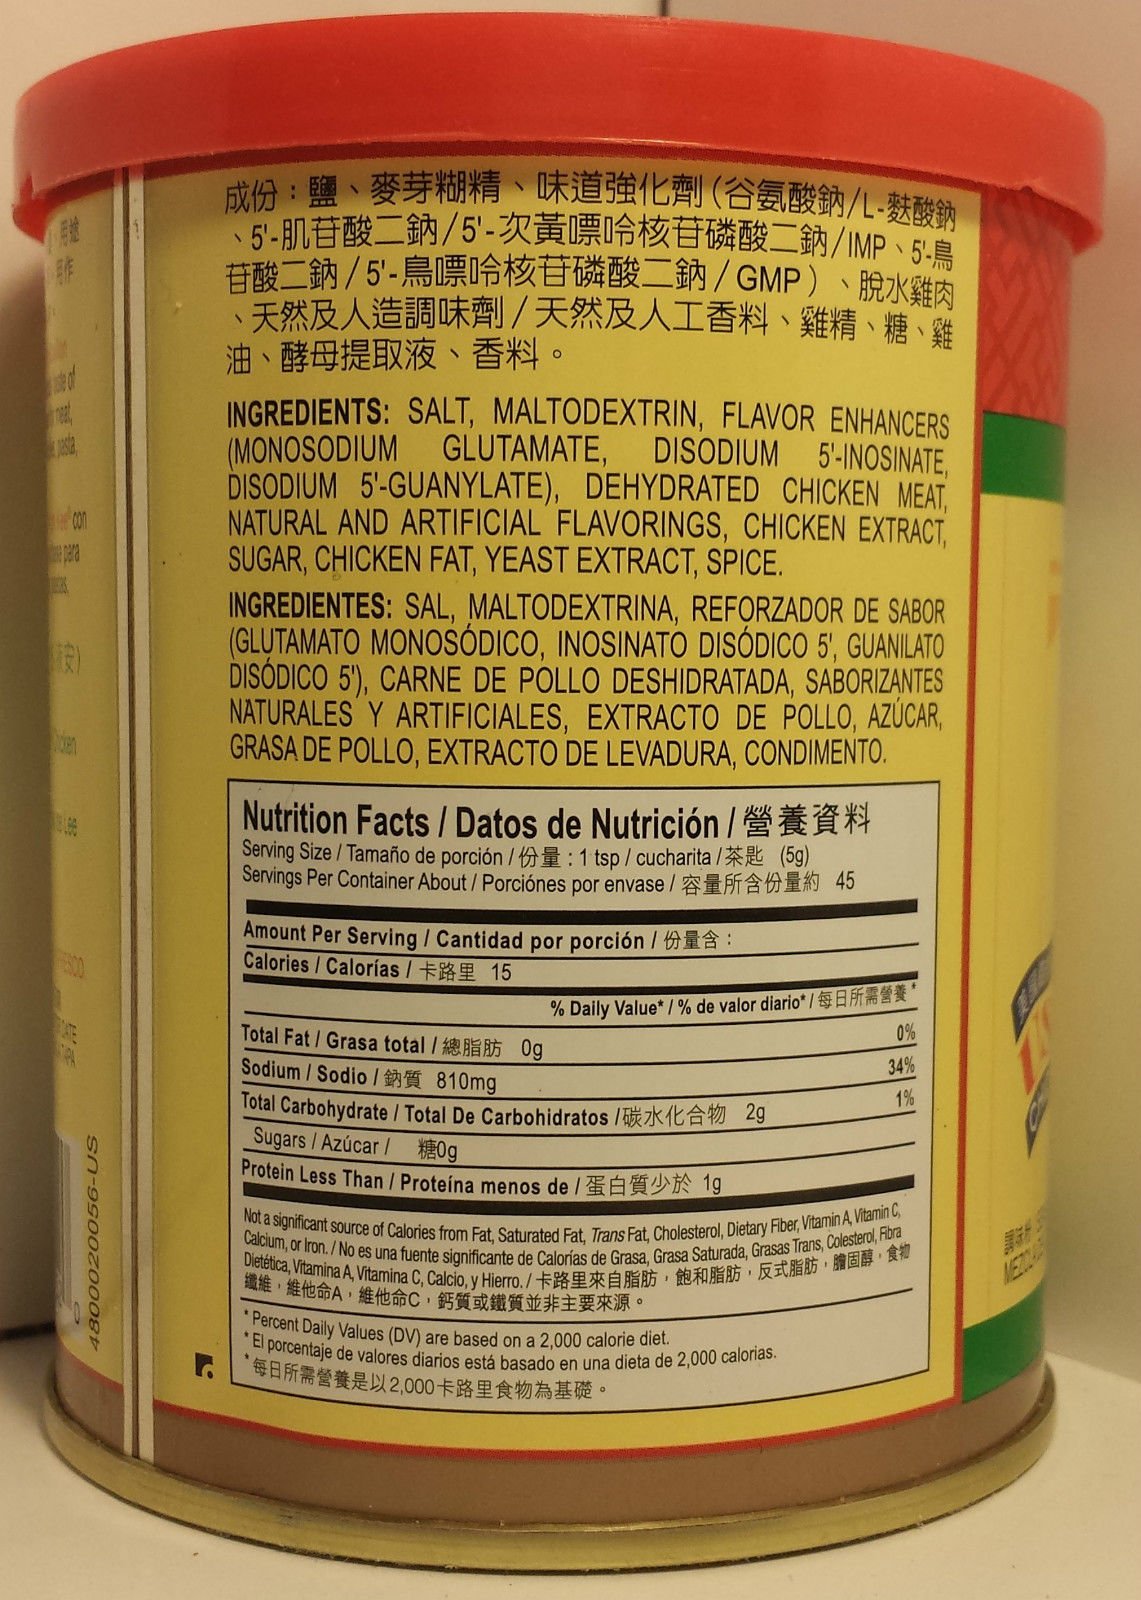 成份：鹽、麥芽糊精、味道強化劑（谷氨酸鈉/L-麩酸鈉
、5'-肌苷酸二鈉/5'-次黃嘌呤核苷磷酸二鈉/IMP、5'-鳥
苷酸二鈉/5'-鳥嘌呤核苷磷酸二鈉/GMP）、脫水雞肉
、天然及人造調味劑/天然及人工香料、雞精、糖、雞
油、酵母提取液、香料。
INGREDIENTS: SALT, MALTODEXTRIN, FLAVOR ENHANCERS
(MONOSODIUM GLUTAMATE, DISODIUM 5'-INOSINATE,
DISODIUM 5'-GUANYLATE), DEHYDRATED CHICKEN MEAT,
NATURAL AND ARTIFICIAL FLAVORINGS, CHICKEN EXTRACT,
SUGAR, CHICKEN FAT, YEAST EXTRACT, SPICE.
INGREDIENTES: SAL, MALTODEXTRINA, REFORZADOR DE SABOR
(GLUTAMATO MONOSÓDICO, INOSINATO DISÓDICO 5', GUANILATO
DISÓDICO 5'), CARNE DE POLLO DESHIDRATADA, SABORIZANTES
NATURALES Y ARTIFICIALES, EXTRACTO DE POLLO, AZÚCAR,
GRASA DE POLLO, EXTRACTO DE LEVADURA, CONDIMENTO.
Nutrition Facts / Datos de Nutrición / 營養資料
Serving Size / Tamaño de porción / 份量：1 tsp / cucharita / 茶匙 (5g)
Servings Per Container About / Porciónes por envase / 容量所含份量約 45
Amount Per Serving / Cantidad por porción / 份量含：
Calories / Calorías / 卡路里 15
% Daily Value* / % de valor diario* / 每日所需營養*
Total Fat / Grasa total / 總脂肪 0g 0%
Sodium / Sodio / 鈉質 810mg 34%
Total Carbohydrate / Total De Carbohidratos / 碳水化合物 2g 1%
Sugars / Azúcar / 糖0g
Protein Less Than / Proteína menos de / 蛋白質少於 1g
Not a significant source of Calories from Fat, Saturated Fat, Trans Fat, Cholesterol, Dietary Fiber, Vitamin A, Vitamin C,
Calcium, or Iron. / No es una fuente significante de Calorías de Grasa, Grasa Saturada, Grasas Trans, Colesterol, Fibra
Dietética, Vitamina A, Vitamina C, Calcio, y Hierro. / 卡路里來自脂肪，飽和脂肪，反式脂肪，膽固醇，食物
纖維，維他命A，維他命C，鈣質或鐵質並非主要來源。
* Percent Daily Values (DV) are based on a 2,000 calorie diet.
* El porcentaje de valores diarios está basado en una dieta de 2,000 calorias.
* 每日所需營養是以2,000卡路里食物為基礎。
4800020056-US